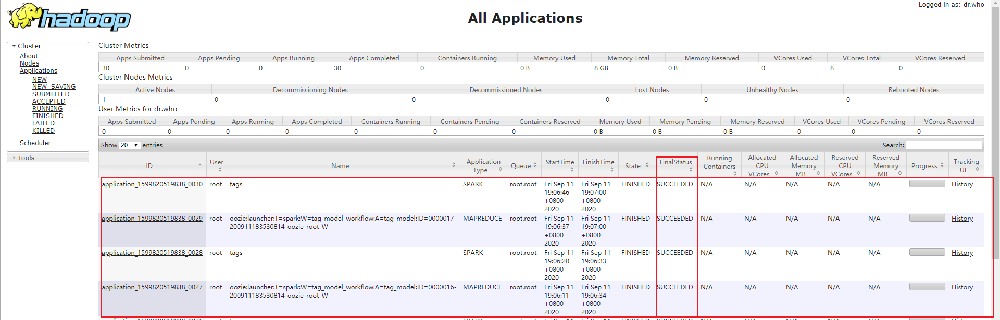 Logged in as: dr.who
hadoop
All Applications
Cluster
About
Nodes
Applications
NEW
NEW_SAVING
SUBMITTED
ACCEPTED
RUNNING
FINISHED
FAILED
KILLED
Scheduler
Tools
Cluster Metrics
Apps Submitted Apps Pending Apps Running Apps Completed Containers Running Memory Used Memory Total Memory Reserved VCores Used VCores Total VCores Reserved
30 0 0 30 0 0 B 8 GB 0 B 0 8 0
Cluster Nodes Metrics
Active Nodes Decommissioning Nodes Decommissioned Nodes Lost Nodes Unhealthy Nodes Rebooted Nodes
1 0 0 0 0 0
User Metrics for dr.who
Apps Submitted Apps Pending Apps Running Apps Completed Containers Running Containers Pending Containers Reserved Memory Used Memory Pending Memory Reserved VCores Used VCores Pending VCores Reserved
0 0 0 0 0 0 0 0 B 0 B 0 B 0 0 0
Show 20 entries Search:
ID User Name Application Type Queue StartTime FinishTime State FinalStatus Running Containers Allocated CPU VCores Allocated Memory MB Reserved CPU VCores Reserved Memory MB Progress Tracking UI
application_1599820519838_0030 root tags SPARK root.root Fri Sep 11 Fri Sep 11 FINISHED SUCCEEDED N/A N/A N/A N/A N/A History
19:06:46 19:07:00
+0800 +0800
2020 2020
application_1599820519838_0029 root oozie:launcher:T=spark:W=tag_model_workflow:A=tag_model:ID=0000017- MAPREDUCE root.root Fri Sep 11 Fri Sep 11 FINISHED SUCCEEDED N/A N/A N/A N/A N/A History
200911183530814-oozie-root-W 19:06:37 19:07:00
+0800 +0800
2020 2020
application_1599820519838_0028 root tags SPARK root.root Fri Sep 11 Fri Sep 11 FINISHED SUCCEEDED N/A N/A N/A N/A N/A History
19:06:20 19:06:33
+0800 +0800
2020 2020
application_1599820519838_0027 root oozie:launcher:T=spark:W=tag_model_workflow:A=tag_model:ID=0000016- MAPREDUCE root.root Fri Sep 11 Fri Sep 11 FINISHED SUCCEEDED N/A N/A N/A N/A N/A History
200911183530814-oozie-root-W 19:06:11 19:06:34
+0800 +0800
2020 2020